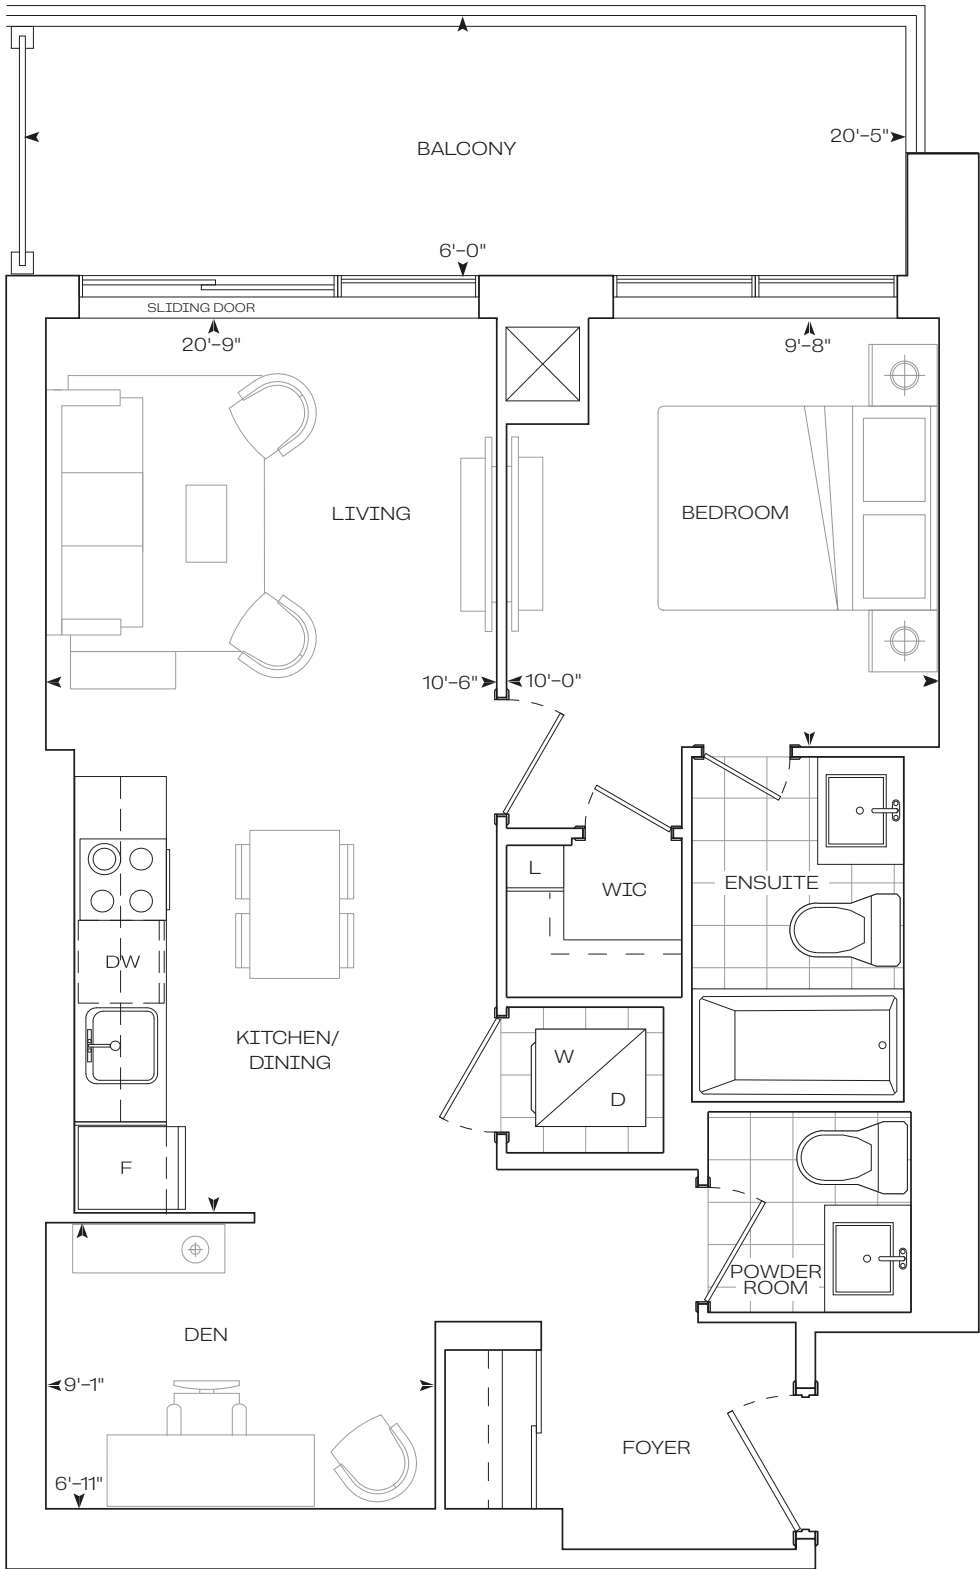 20'-5"
BALCONY
6'-0"
SLIDING DOOR
20'-9"
9'-8"
LIVING
BEDROOM
10'-6"
10'-0"
L
WIC
ENSUITE
DW
KITCHEN/
DINING
W
D
F
POWDER
ROOM
DEN
9'-1"
FOYER
6'-11"